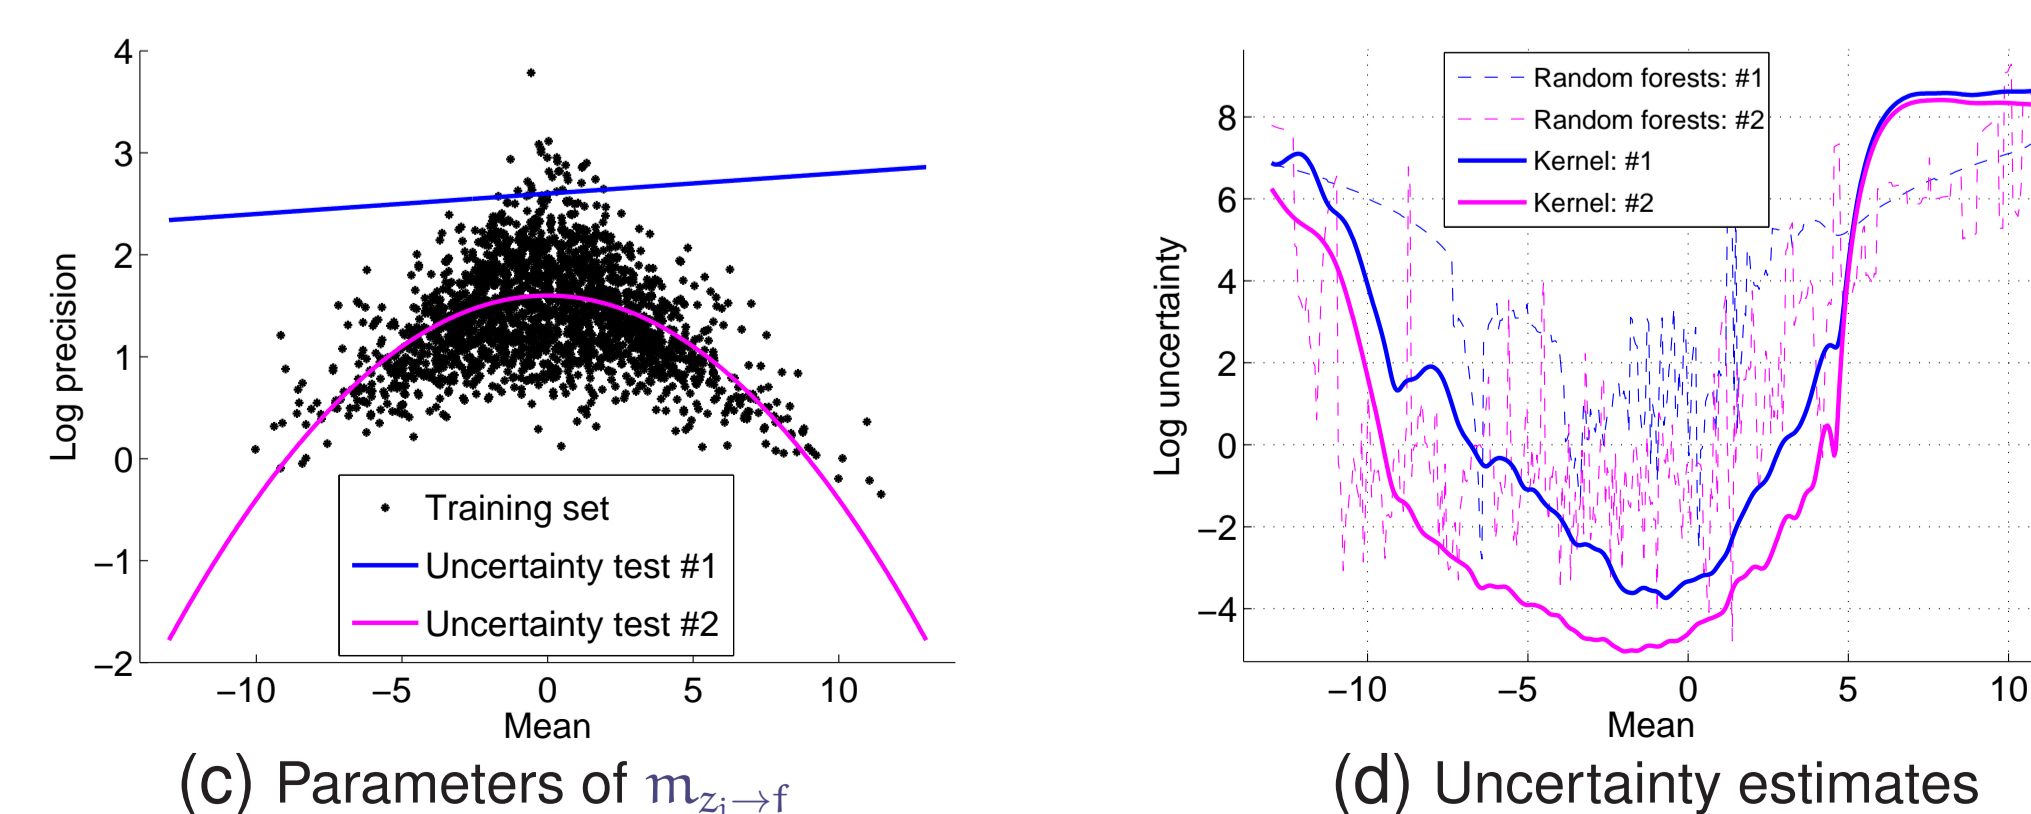 4
3
2
1
0
−1
−2
Log precision
Training set
Uncertainty test #1
Uncertainty test #2
−10 −5 0 5 10
Mean
(c) Parameters of m_{z_i→f}
8
6
4
2
0
−2
−4
Log uncertainty
Random forests: #1
Random forests: #2
Kernel: #1
Kernel: #2
−10 −5 0 5 10
Mean
(d) Uncertainty estimates